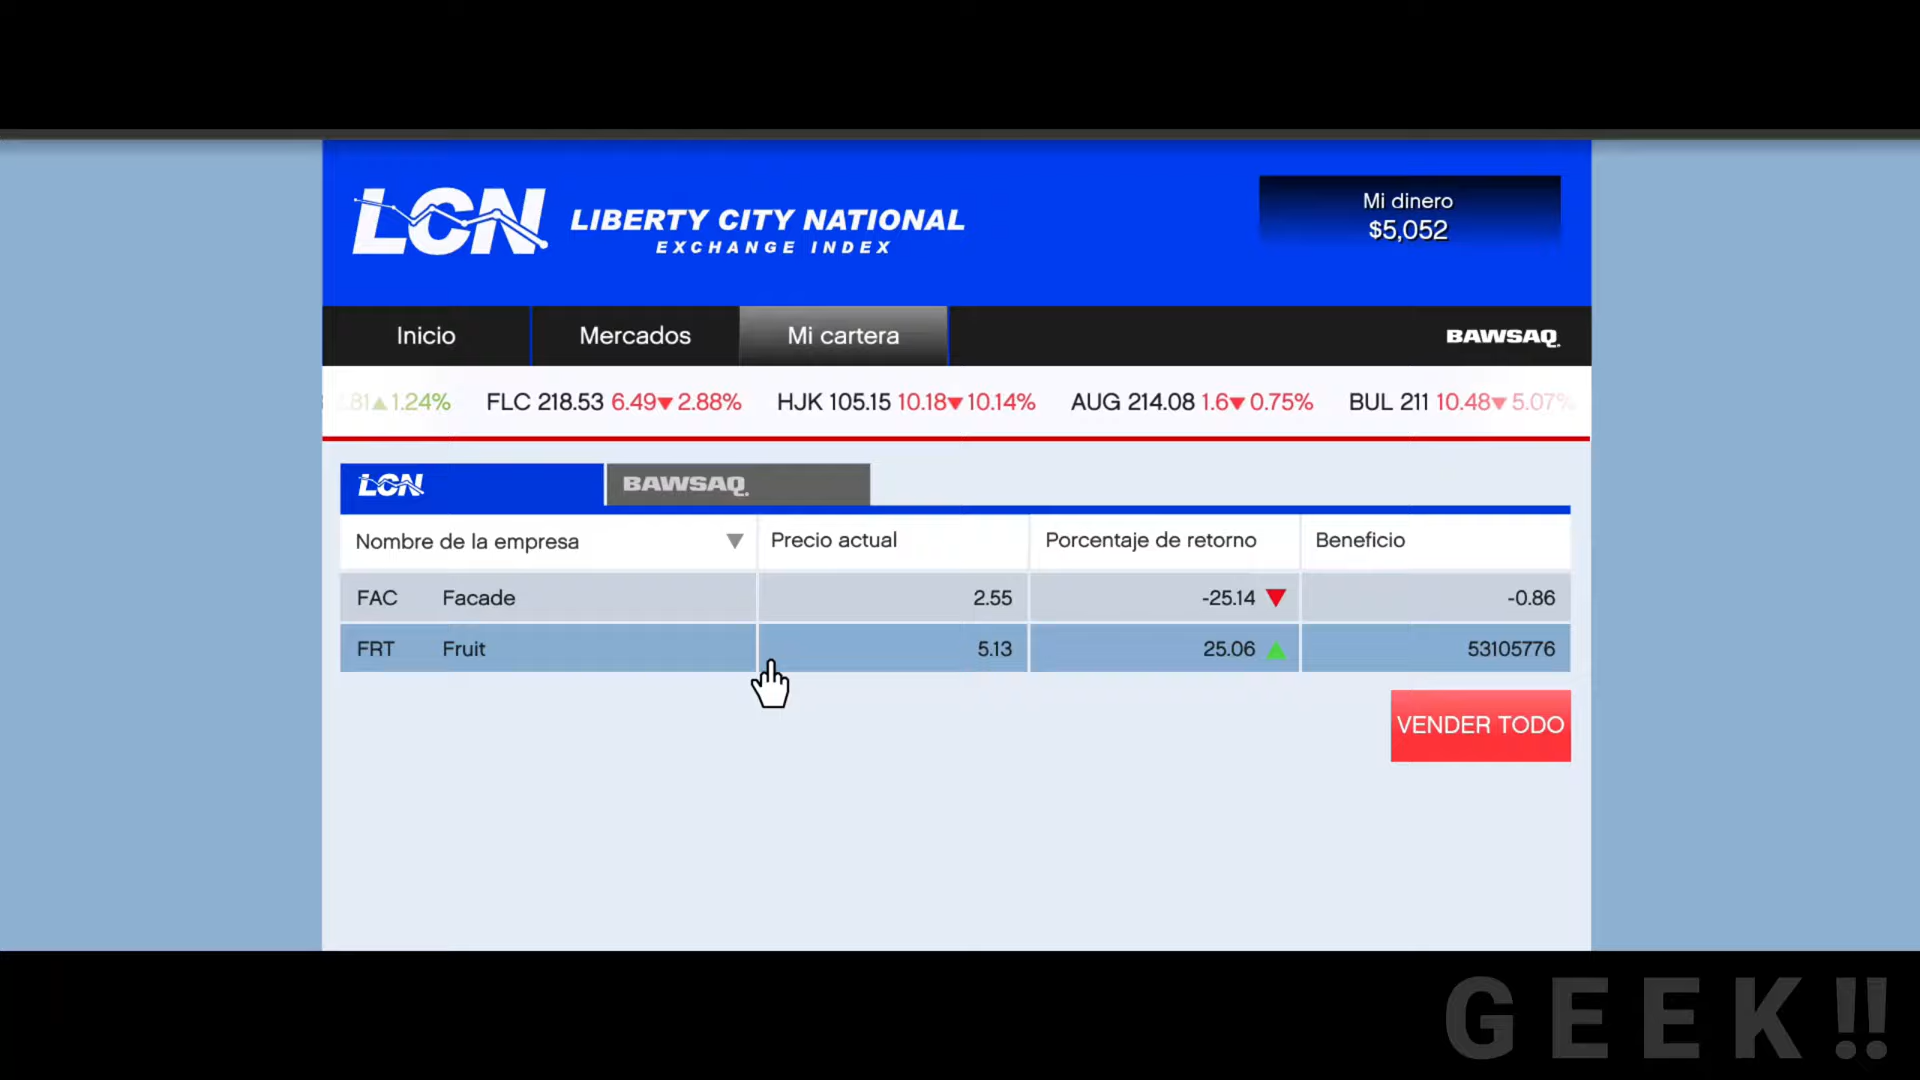 LCN LIBERTY CITY NATIONAL
EXCHANGE INDEX
Mi dinero
$5,052
Inicio Mercados Mi cartera BAWSAQ.
.81▲1.24% FLC 218.53 6.49▼2.88% HJK 105.15 10.18▼10.14% AUG 214.08 1.6▼0.75% BUL 211 10.48▼5.07%
LCN BAWSAQ.
Nombre de la empresa ▼ Precio actual Porcentaje de retorno Beneficio
FAC Facade 2.55 -25.14 ▼ -0.86
FRT Fruit 5.13 25.06 ▲ 53105776
VENDER TODO
GEEK!!